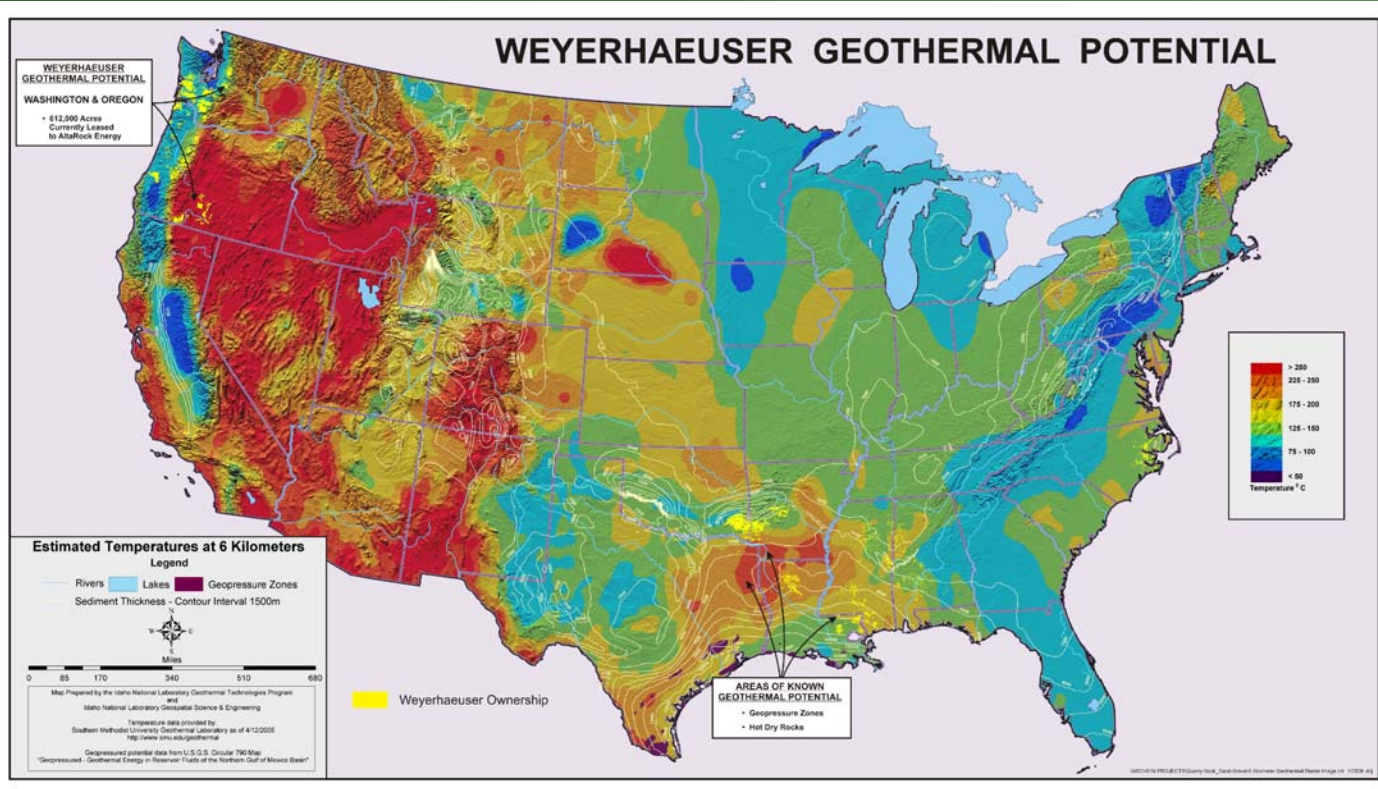 WEYERHAEUSER GEOTHERMAL POTENTIAL
WEYERHAEUSER
GEOTHERMAL POTENTIAL
WASHINGTON & OREGON
• 612,000 Acres
Currently Leased
to AltaRock Energy
> 250
225 - 250
175 - 200
125 - 150
75 - 100
< 50
Temperature ° C
Estimated Temperatures at 6 Kilometers
Legend
Rivers Lakes Geopressure Zones
Sediment Thickness - Contour Interval 1500m
N
W E
S
Miles
0 85 170 340 510 680
Map Prepared by the Idaho National Laboratory Geothermal Technologies Program
and
Idaho National Laboratory Geospatial Science & Engineering
Temperature data provided by:
Southern Methodist University Geothermal Laboratory as of 4/12/2005
http://www.smu.edu/geothermal
Geopressured potential data from U.S.G.S. Circular 790 Map
"Geopressured - Geothermal Energy in Reservoir Fluids of the Northern Gulf of Mexico Basin"
Weyerhaeuser Ownership
AREAS OF KNOWN
GEOTHERMAL POTENTIAL
• Geopressure Zones
• Hot Dry Rocks